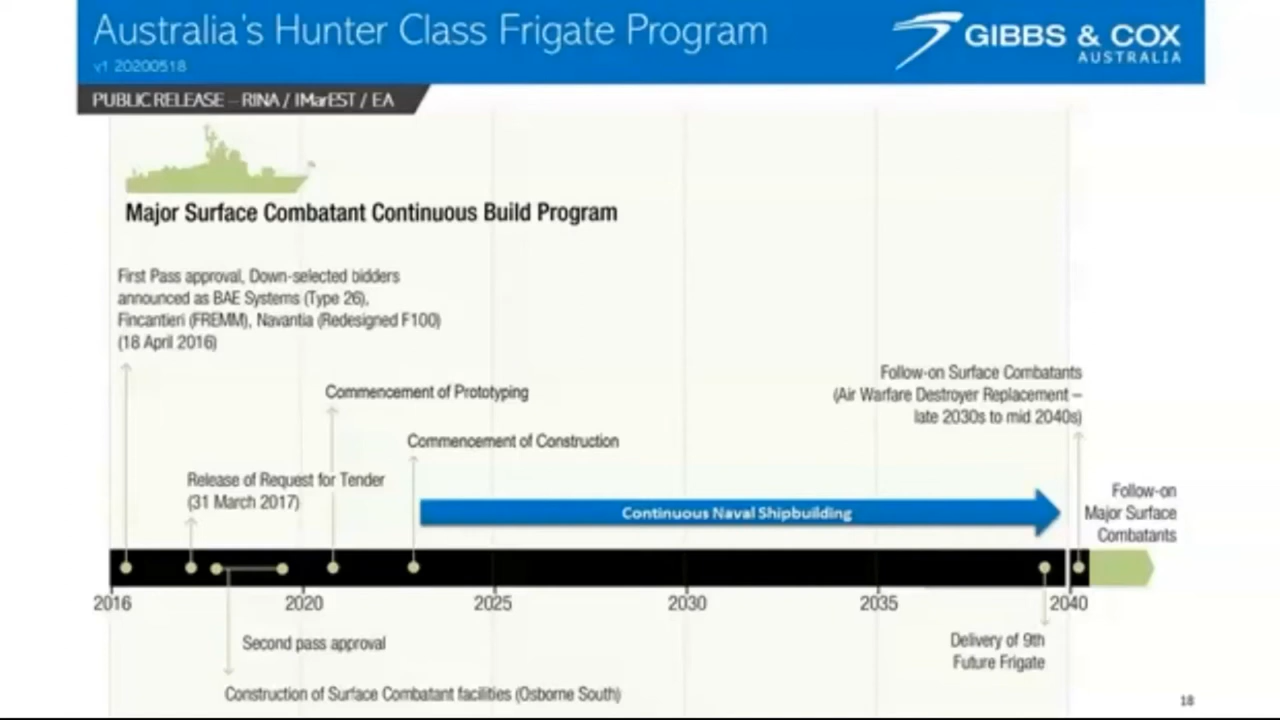 Australia's Hunter Class Frigate Program
v1 20200518
GIBBS & COX
AUSTRALIA
PUBLIC RELEASE – RINA / IMarEST / EA
Major Surface Combatant Continuous Build Program
First Pass approval, Down-selected bidders
announced as BAE Systems (Type 26),
Fincantieri (FREMM), Navantia (Redesigned F100)
(18 April 2016)
Commencement of Prototyping
Commencement of Construction
Release of Request for Tender
(31 March 2017)
Follow-on Surface Combatants
(Air Warfare Destroyer Replacement –
late 2030s to mid 2040s)
Continuous Naval Shipbuilding
Follow-on
Major Surface
Combatants
2016 2020 2025 2030 2035 2040
Second pass approval
Construction of Surface Combatant facilities (Osborne South)
Delivery of 9th
Future Frigate
18